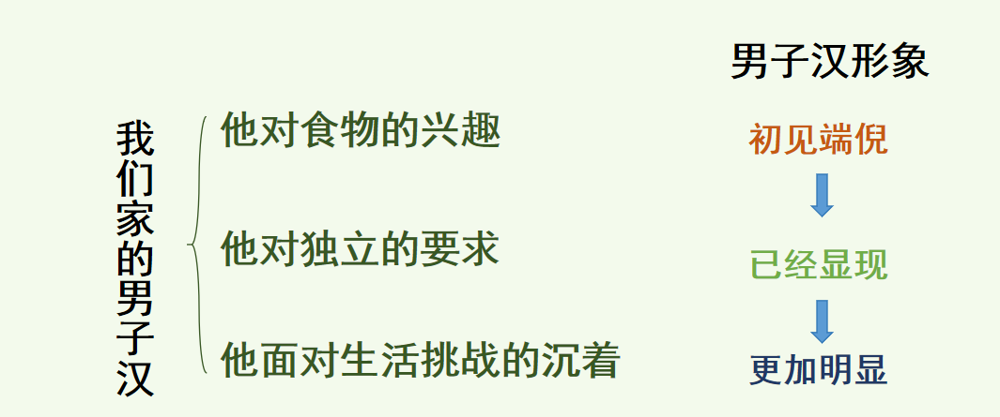 我们家的男子汉
男子汉形象
他对食物的兴趣
初见端倪
他对独立的要求
已经显现
他面对生活挑战的沉着
更加明显